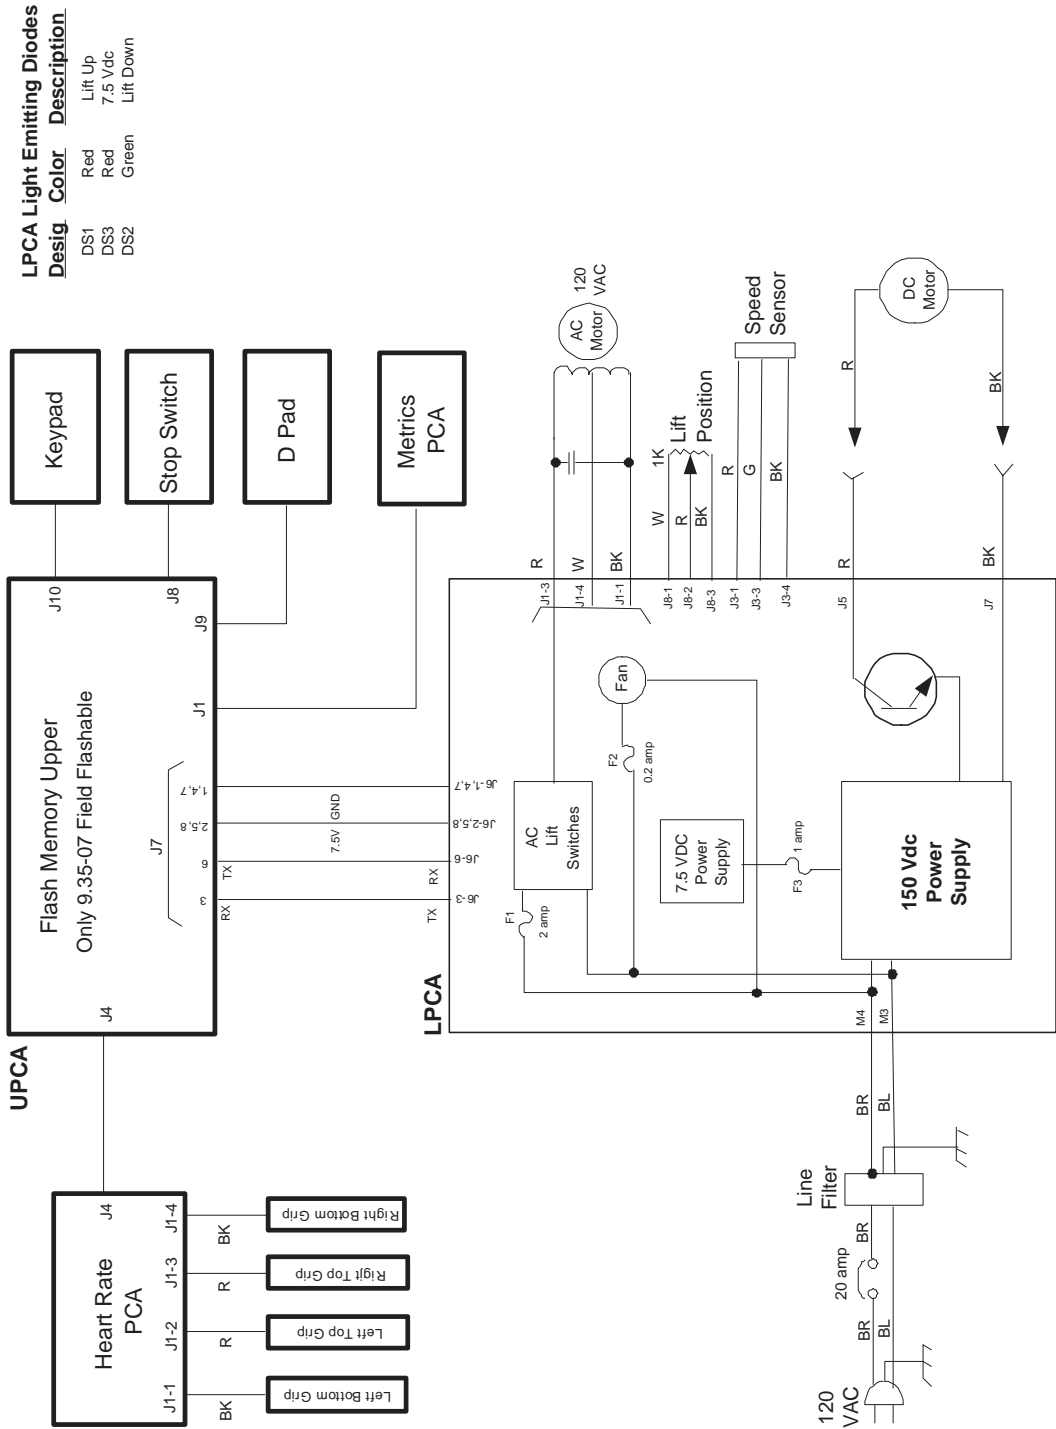 LPCA Light Emitting Diodes
Desig Color Description
DS1 Red Lift Up
DS3 Red 7.5 Vdc
DS2 Green Lift Down
UPCA
Flash Memory Upper
Only 9.35-07 Field Flashable
J4
J7
J1
J9
J8
J10
Keypad
Stop Switch
D Pad
Metrics
PCA
3
6
2,5,8
1,4,7
RX
TX
7.5V
GND
TX
RX
J6-3
J6-6
J6-2,5,8
J6-1,4,7
Heart Rate
PCA
J4
J1-1
J1-2
J1-3
J1-4
BK
R
R
BK
Left Bottom Grip
Left Top Grip
Rigjt Top Grip
Right Bottom Grip
LPCA
F1
2 amp
AC
Lift
Switches
F2
0.2 amp
Fan
7.5 VDC
Power
Supply
F3
1 amp
150 Vdc
Power
Supply
M4
M3
J1-3
J1-4
J1-1
J8-1
J8-2
J8-3
J3-1
J3-3
J3-4
J5
J7
R
W
BK
AC
Motor
120
VAC
W
R
BK
1K
Lift
Position
R
G
BK
Speed
Sensor
R
R
BK
BK
DC
Motor
120
VAC
BR
BL
20 amp
BR
Line
Filter
BR
BL